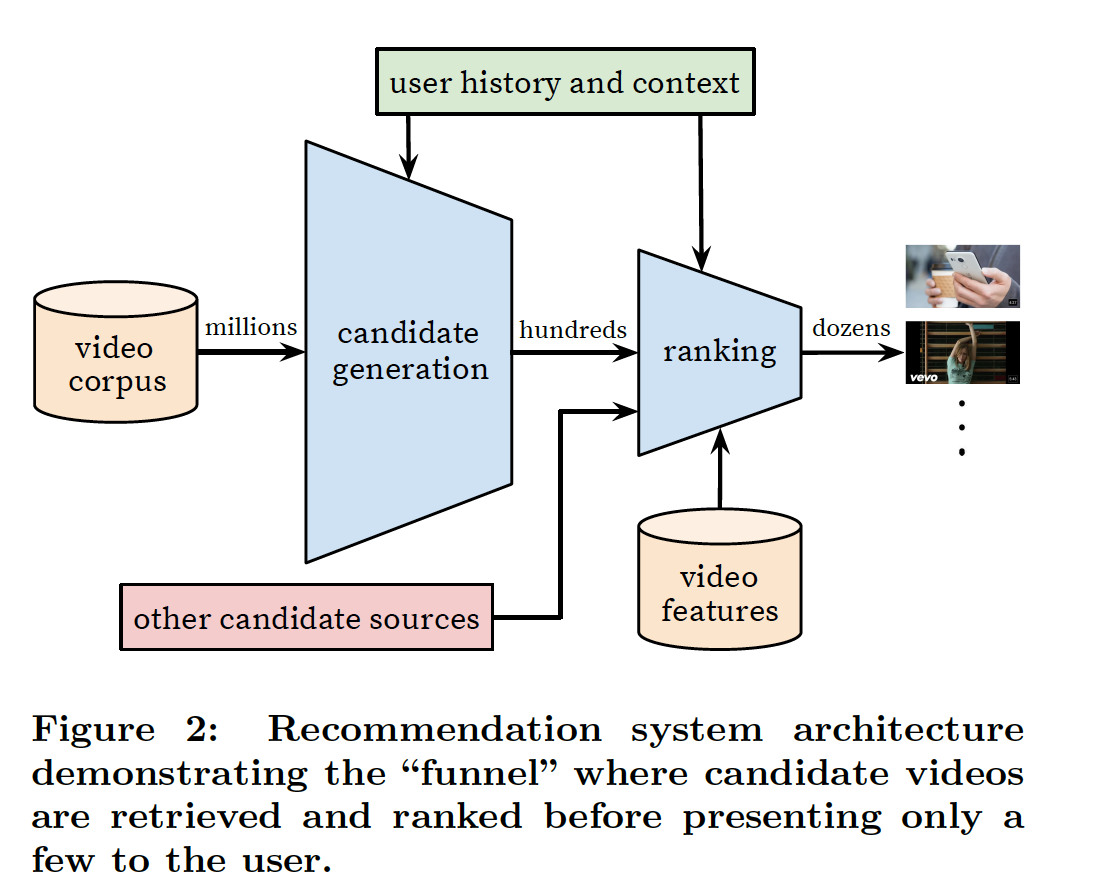 user history and context
video
corpus
millions
candidate
generation
hundreds
ranking
dozens
vevo
other candidate sources
video
features
Figure 2: Recommendation system architecture
demonstrating the “funnel” where candidate videos
are retrieved and ranked before presenting only a
few to the user.